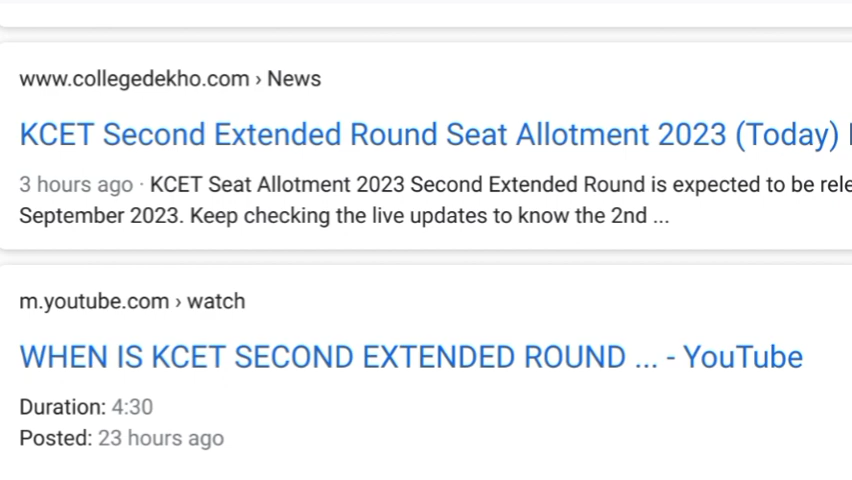 www.collegedekho.com › News
KCET Second Extended Round Seat Allotment 2023 (Today)
3 hours ago · KCET Seat Allotment 2023 Second Extended Round is expected to be
September 2023. Keep checking the live updates to know the 2nd ...
m.youtube.com › watch
WHEN IS KCET SECOND EXTENDED ROUND ... - YouTube
Duration: 4:30
Posted: 23 hours ago